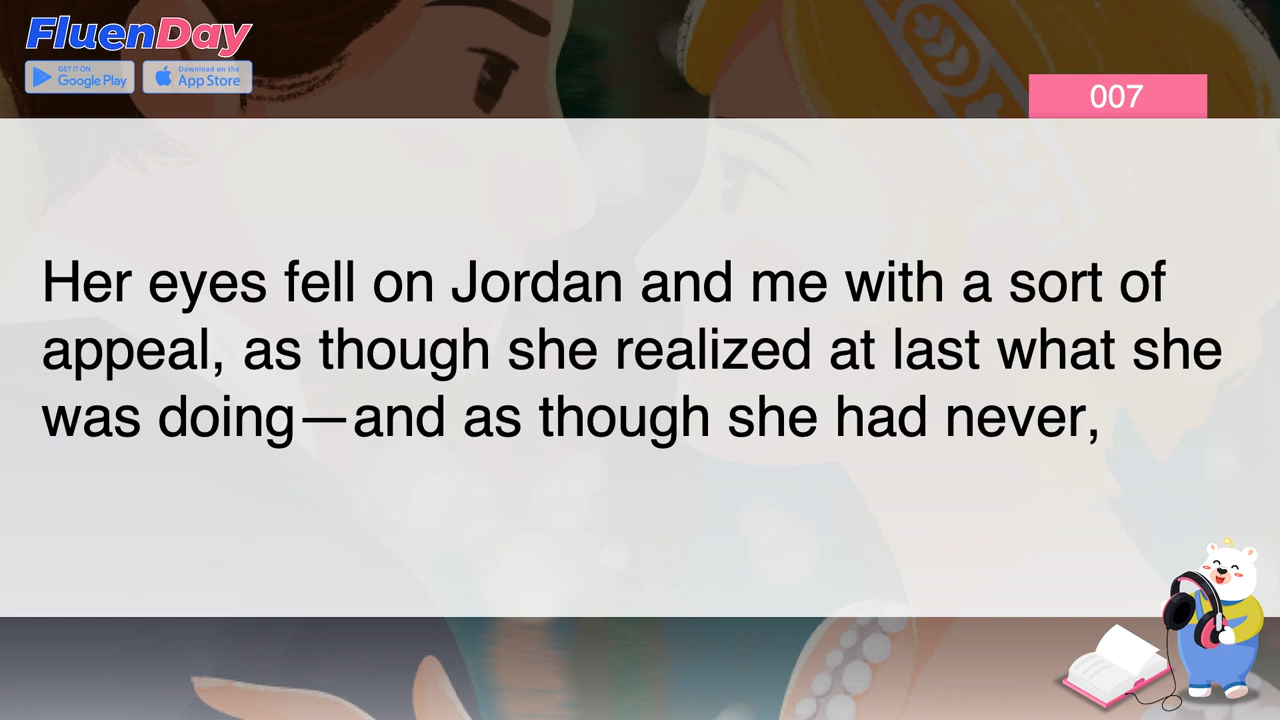 FluenDay
GET IT ON
Google Play
Download on the
App Store
007
Her eyes fell on Jordan and me with a sort of
appeal, as though she realized at last what she
was doing—and as though she had never,